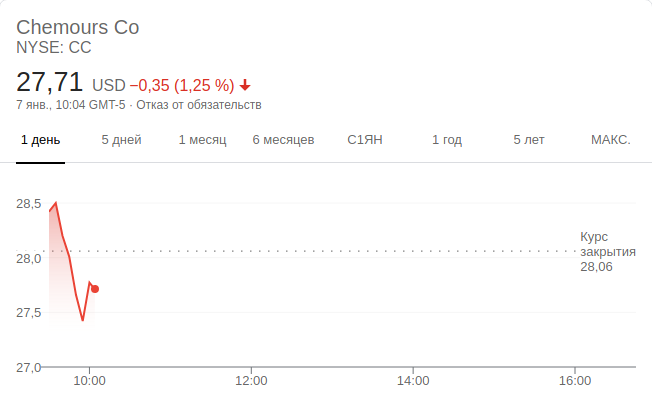 Chemours Co
NYSE: CC
27,71 USD −0,35 (1,25 %)
7 янв., 10:04 GMT-5 · Отказ от обязательств
1 день 5 дней 1 месяц 6 месяцев С1ЯН 1 год 5 лет МАКС.
28,5
Курс
закрытия
28,06
28,0
27,5
27,0
10:00 12:00 14:00 16:00